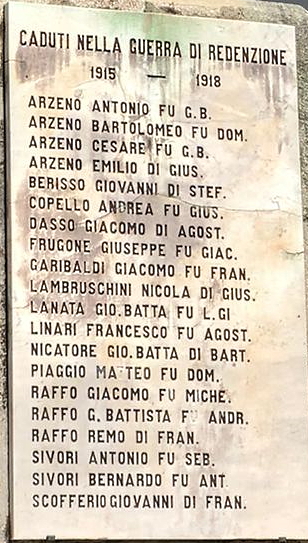 CADUTI NELLA GUERRA DI REDENZIONE
1915 — 1918
ARZENO ANTONIO FU G.B.
ARZENO BARTOLOMEO FU DOM.
ARZENO CESARE FU G.B.
ARZENO EMILIO DI GIUS.
BERISSO GIOVANNI DI STEF.
COPELLO ANDREA FU GIUS.
DASSO GIACOMO DI AGOST.
FRUGONE GIUSEPPE FU GIAC.
GARIBALDI GIACOMO FU FRAN.
LAMBRUSCHINI NICOLA DI GIUS.
LANATA GIO.BATTA FU L.GI
LINARI FRANCESCO FU AGOST.
NICATORE GIO.BATTA DI BART.
PIAGGIO MATTEO FU DOM.
RAFFO GIACOMO FU MICHE.
RAFFO G.BATTISTA FU ANDR.
RAFFO REMO DI FRAN.
SIVORI ANTONIO FU SEB.
SIVORI BERNARDO FU ANT.
SCOFFERIO GIOVANNI DI FRAN.